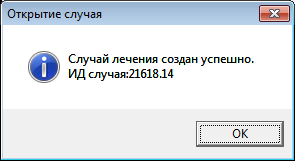 Открытие случая
Случай лечения создан успешно.
ИД случая:21618.14
OK